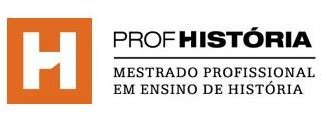 H
PROFHISTÓRIA
MESTRADO PROFISSIONAL
EM ENSINO DE HISTÓRIA